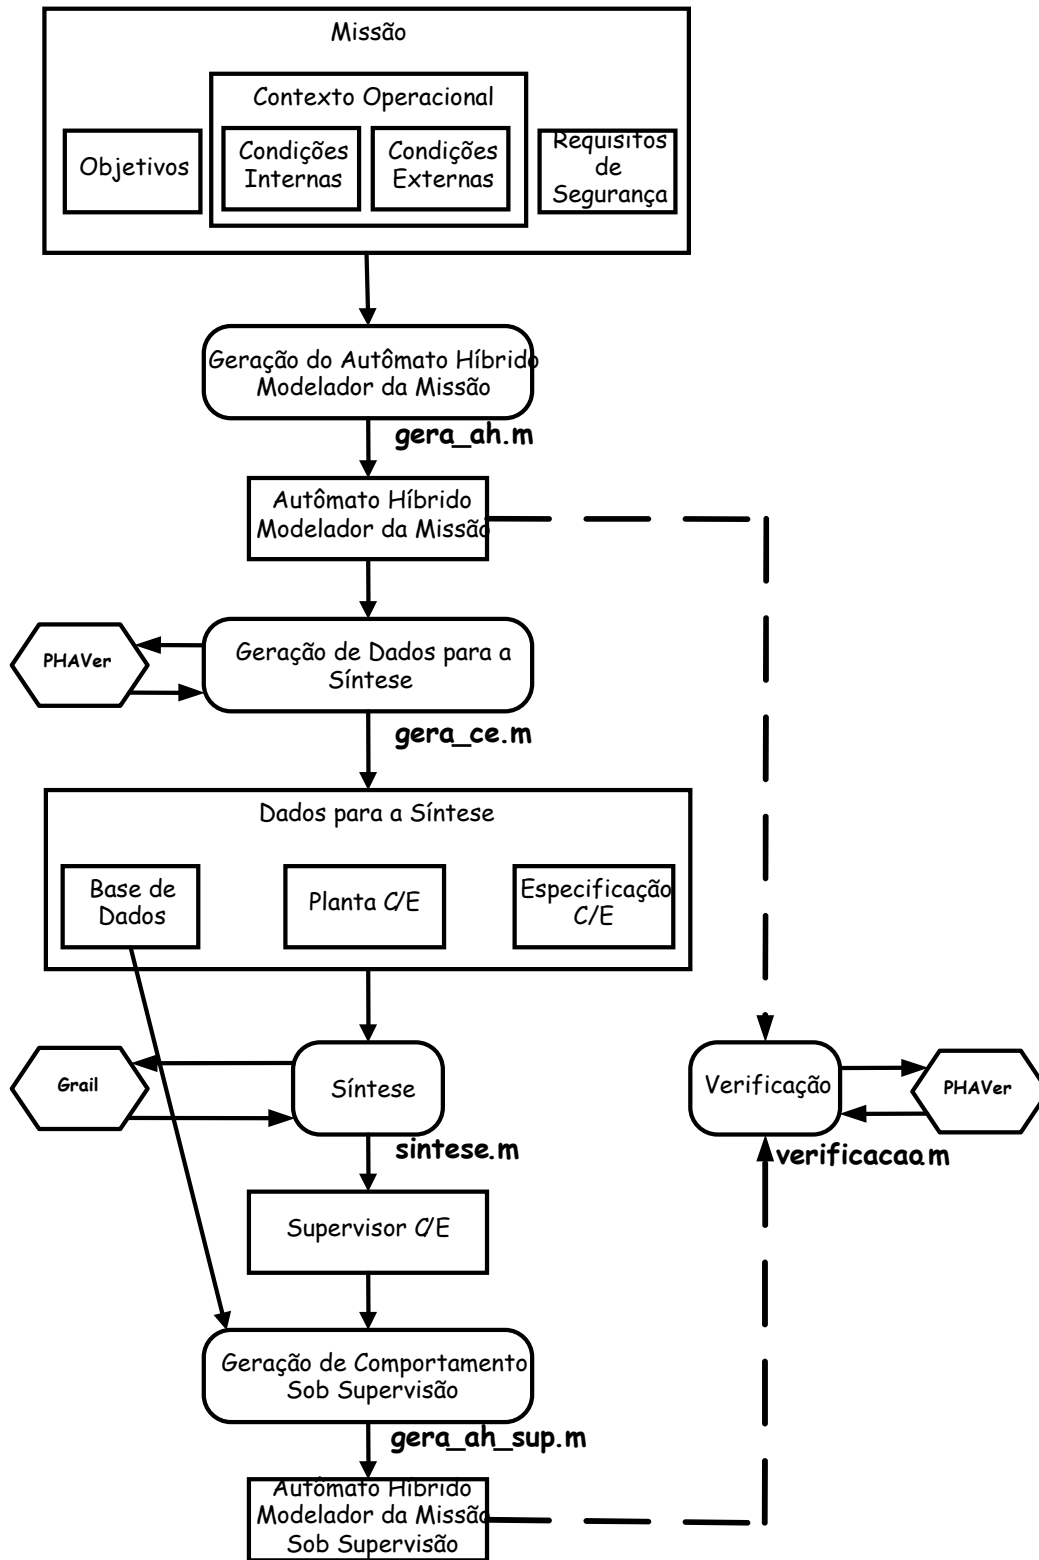 Missão
Contexto Operacional
Objetivos
Condições
Internas
Condições
Externas
Requisitos
de
Segurança
Geração do Autômato Híbrido
Modelador da Missão
gera_ah.m
Autômato Híbrido
Modelador da Missão
PHAVer
Geração de Dados para a
Síntese
gera_ce.m
Dados para a Síntese
Base de
Dados
Planta C/E
Especificação
C/E
Grail
Síntese
Verificação
PHAVer
sintese.m
verificacao.m
Supervisor C/E
Geração de Comportamento
Sob Supervisão
gera_ah_sup.m
Autômato Híbrido
Modelador da Missão
Sob Supervisão